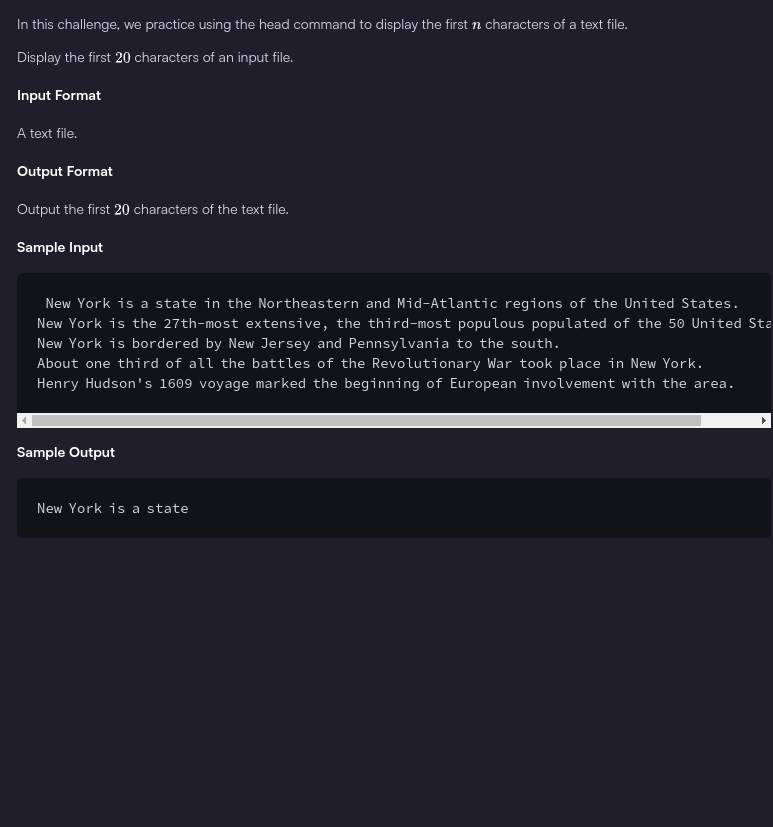 In this challenge, we practice using the head command to display the first n characters of a text file.
Display the first 20 characters of an input file.
Input Format
A text file.
Output Format
Output the first 20 characters of the text file.
Sample Input
New York is a state in the Northeastern and Mid-Atlantic regions of the United States.
New York is the 27th-most extensive, the third-most populous populated of the 50 United Sta
New York is bordered by New Jersey and Pennsylvania to the south.
About one third of all the battles of the Revolutionary War took place in New York.
Henry Hudson's 1609 voyage marked the beginning of European involvement with the area.
Sample Output
New York is a state